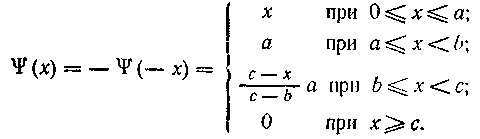 x при 0 ⩽ x ⩽ a;
a при a ⩽ x < b;
Ψ (x) = — Ψ (— x) = { (c — x)/(c — b) a при b ⩽ x < c;
0 при x ⩾ c.